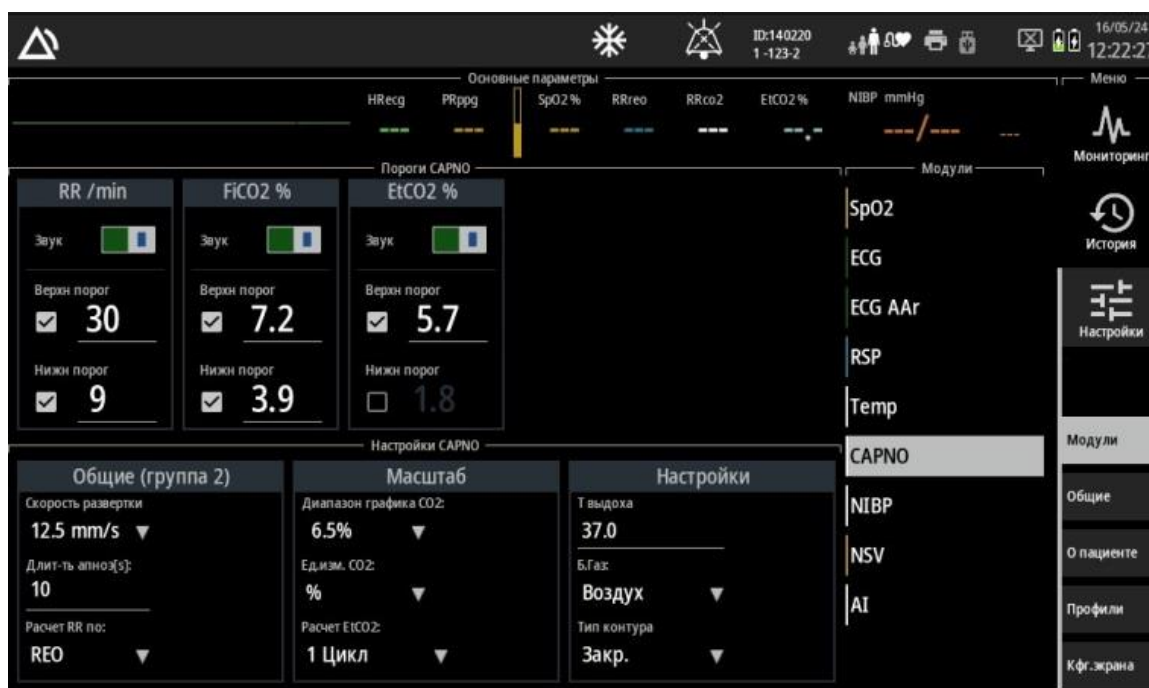 ID:140220
1 -123-2
16/05/24
12:22:27
Основные параметры
HRecg PRppg SpO2% RRreo RRco2 EtCO2% NIBP mmHg
--- --- --- --- --- --.- ---/--- ---
Меню
Мониторинг
История
Настройки
Модули
Общие
О пациенте
Профили
Кфг.экрана
Пороги CAPNO
RR /min FiCO2 % EtCO2 %
Звук Звук Звук
Верхн порог Верхн порог Верхн порог
30 7.2 5.7
Нижн порог Нижн порог Нижн порог
9 3.9 1.8
Модули
SpO2
ECG
ECG AAr
RSP
Temp
CAPNO
NIBP
NSV
AI
Настройки CAPNO
Общие (группа 2)
Скорость развертки
12.5 mm/s
Длит-ть апноэ[s]:
10
Расчет RR по:
REO
Масштаб
Диапазон графика CO2:
6.5%
Ед.изм. CO2:
%
Расчет EtCO2:
1 Цикл
Настройки
T выдоха
37.0
Б.Газ:
Воздух
Тип контура
Закр.